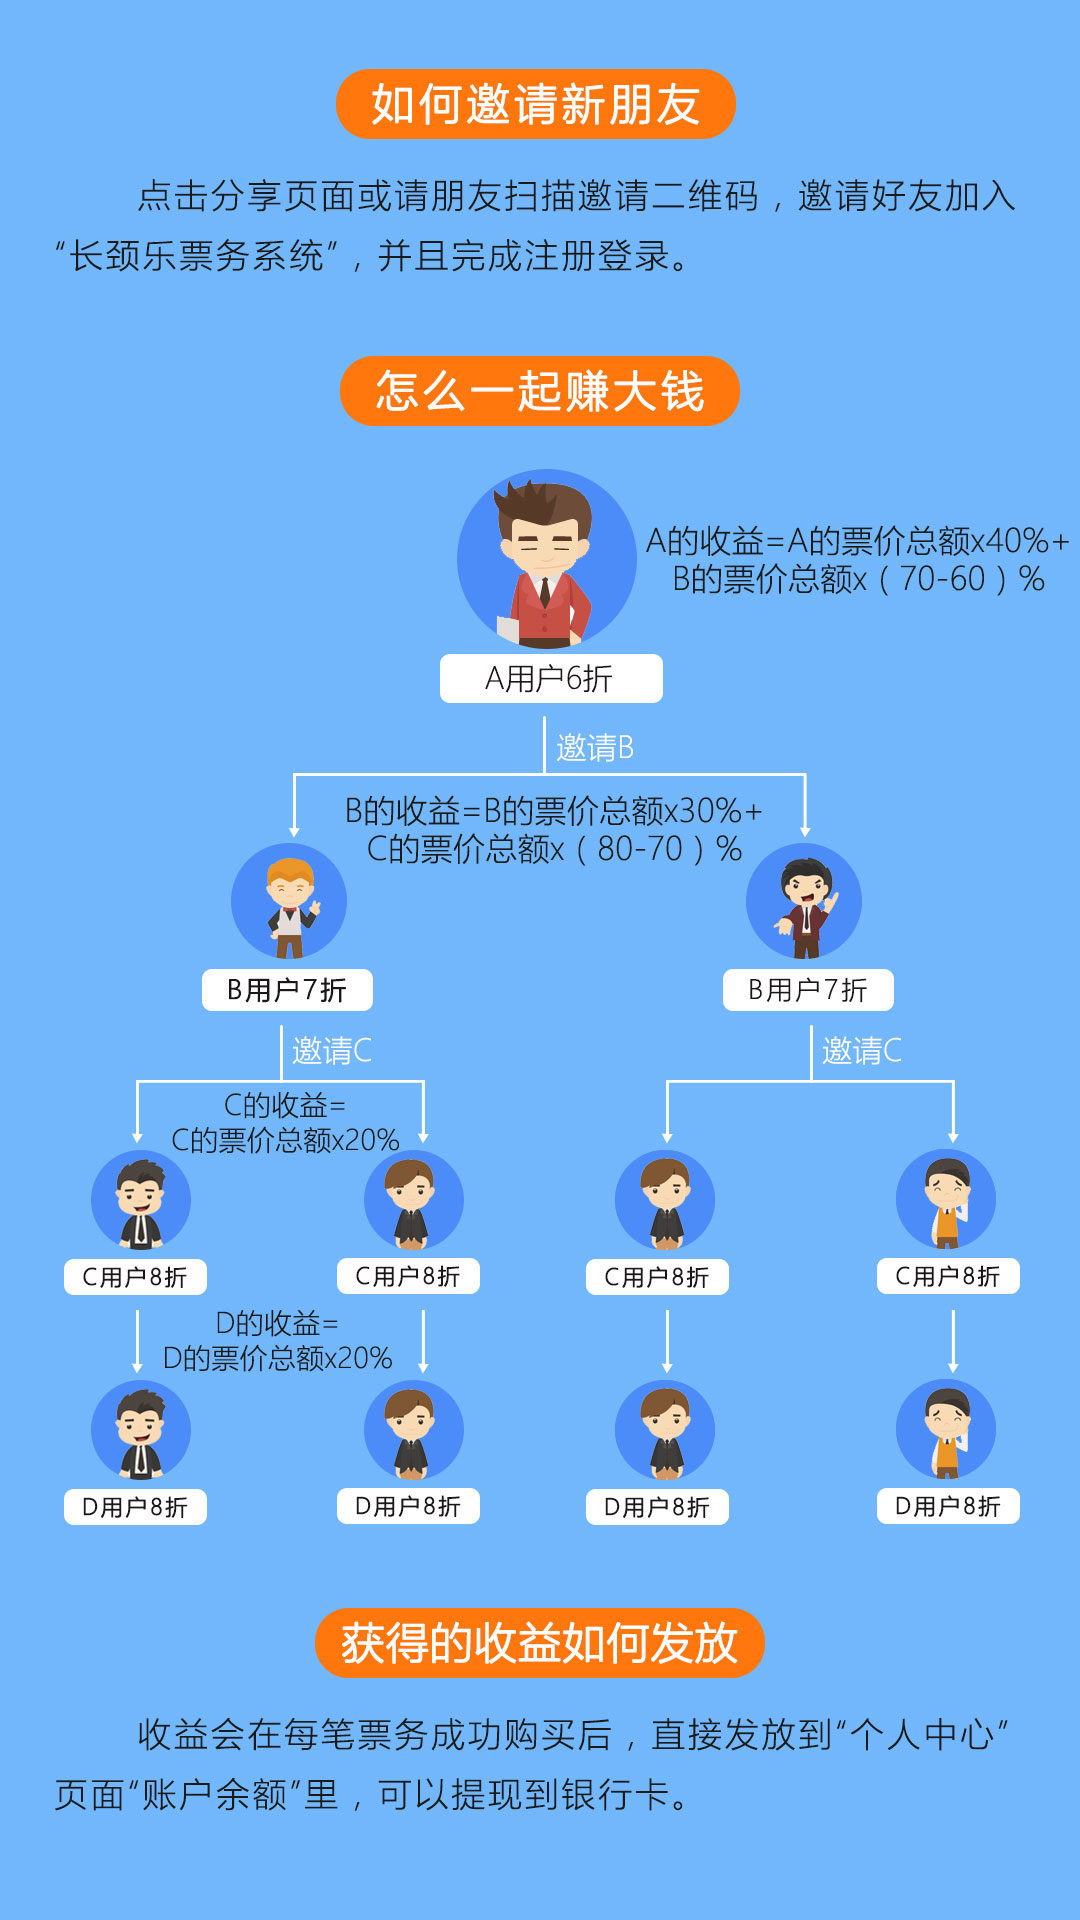 如何邀请新朋友
点击分享页面或请朋友扫描邀请二维码，邀请好友加入
“长颈乐票务系统”，并且完成注册登录。
怎么一起赚大钱
A的收益=A的票价总额x40%+
B的票价总额x（70-60）%
A用户6折
邀请B
B的收益=B的票价总额x30%+
C的票价总额x（80-70）%
B用户7折
B用户7折
邀请C
邀请C
C的收益=
C的票价总额x20%
C用户8折
C用户8折
C用户8折
C用户8折
D的收益=
D的票价总额x20%
D用户8折
D用户8折
D用户8折
D用户8折
获得的收益如何发放
收益会在每笔票务成功购买后，直接发放到“个人中心”
页面“账户余额”里，可以提现到银行卡。